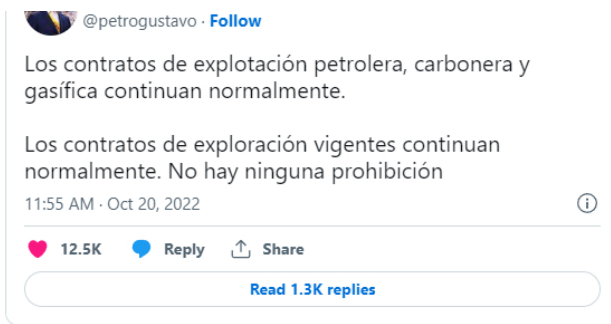 @petrogustavo · Follow
Los contratos de explotación petrolera, carbonera y
gasífica continuan normalmente.
Los contratos de exploración vigentes continuan
normalmente. No hay ninguna prohibición
11:55 AM · Oct 20, 2022
12.5K Reply Share
Read 1.3K replies